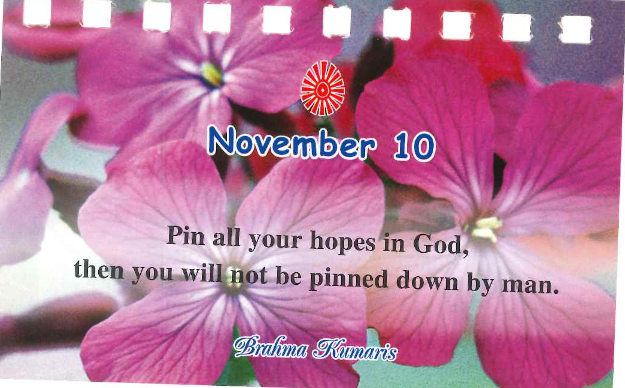 November 10
Pin all your hopes in God,
then you will not be pinned down by man.
Brahma Kumaris